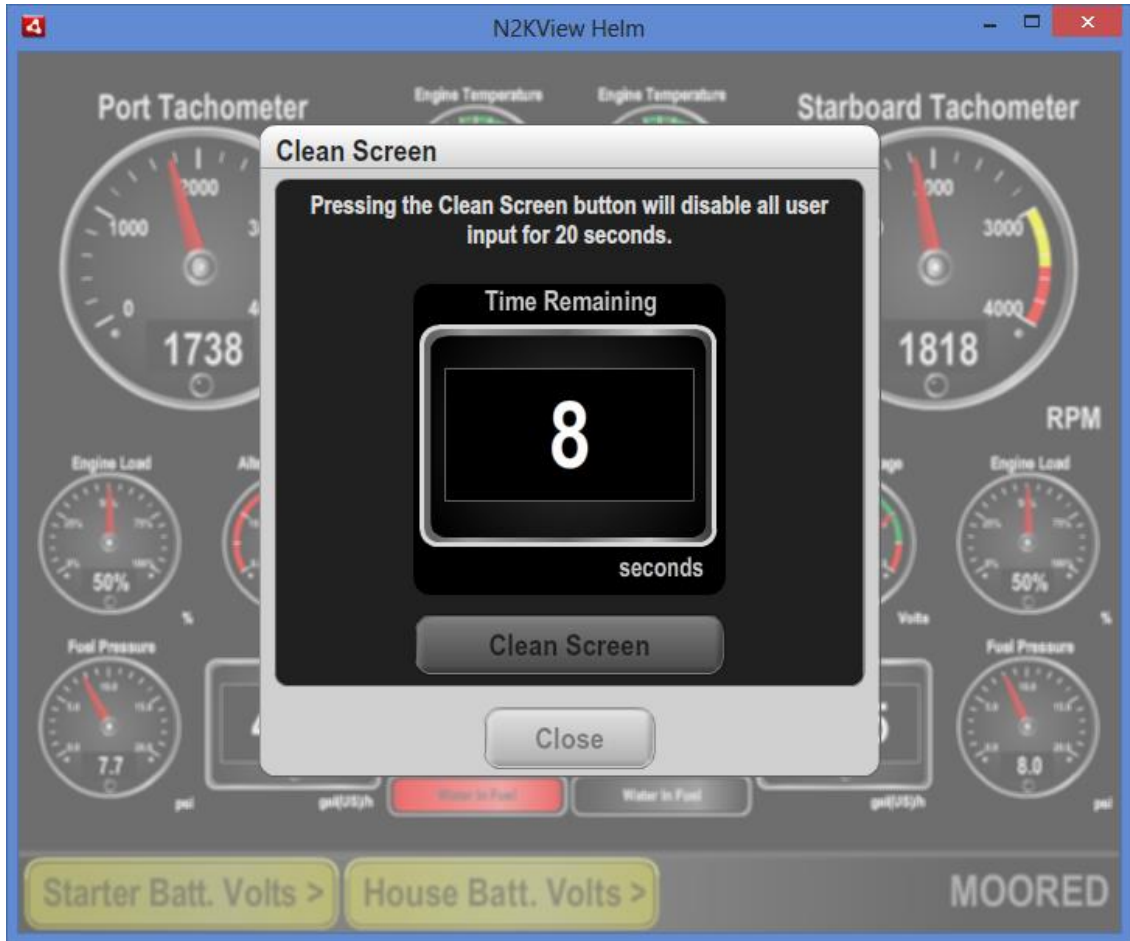 N2KView Helm
Port Tachometer
Engine Temperature
Engine Temperature
Starboard Tachometer
Clean Screen
Pressing the Clean Screen button will disable all user
input for 20 seconds.
Time Remaining
8
seconds
Clean Screen
Close
2000
1000
0
1738
3000
4000
1818
RPM
Engine Load
50%
%
Engine Load
50%
%
Volts
Fuel Pressure
7.7
psi
gal(US)/h
Water In Fuel
Water In Fuel
gal(US)/h
Fuel Pressure
8.0
psi
Starter Batt. Volts >
House Batt. Volts >
MOORED